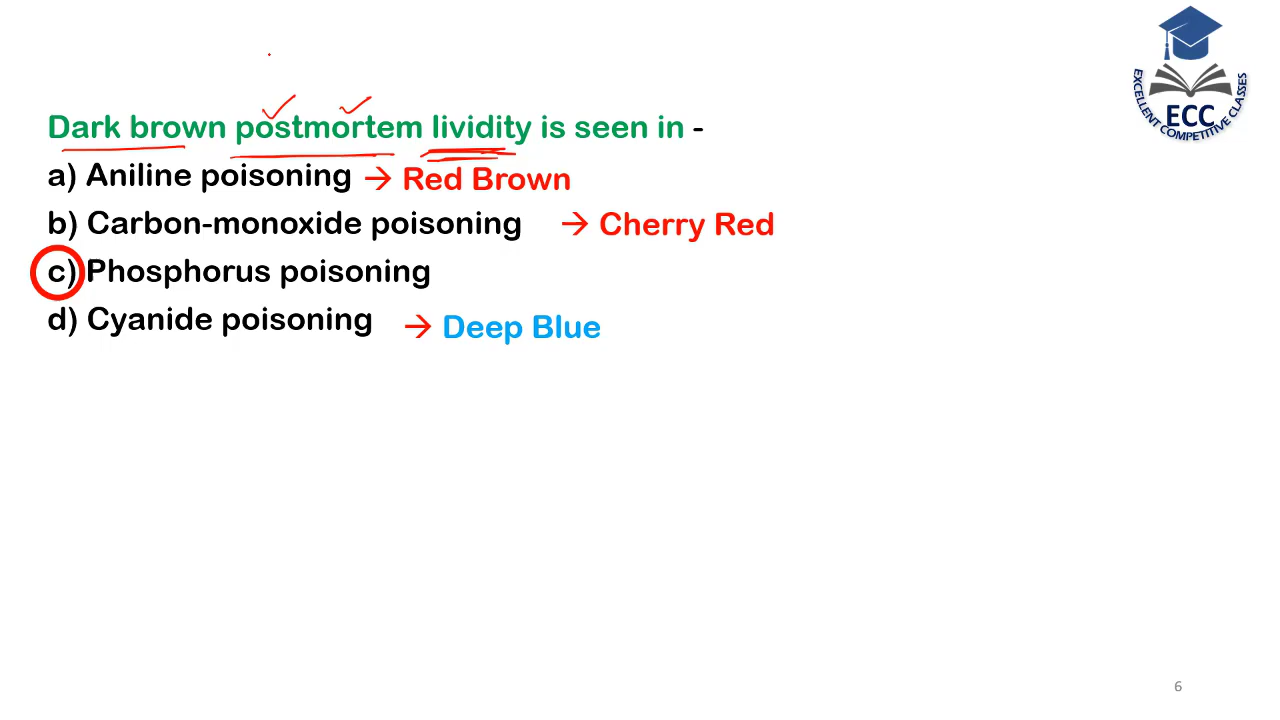 Dark brown postmortem lividity is seen in -
a) Aniline poisoning → Red Brown
b) Carbon-monoxide poisoning → Cherry Red
c) Phosphorus poisoning
d) Cyanide poisoning → Deep Blue
ECC
EXCELLENT COMPETITIVE CLASSES
6